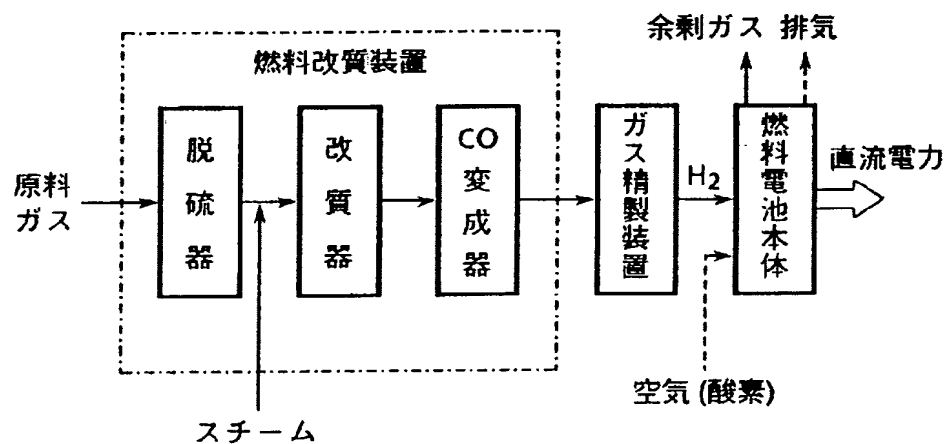 余剰ガス 排気
燃料改質装置
脱硫器
改質器
CO変成器
ガス精製装置
燃料電池本体
H2
直流電力
原料
ガス
空気(酸素)
スチーム